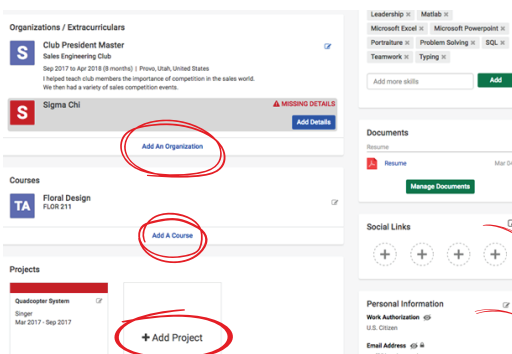 Organizations / Extracurriculars
S
Club President Master
Sales Engineering Club
Sep 2017 to Apr 2018 (8 months) | Provo, Utah, United States
I helped teach club members the importance of competition in the sales world.
We then had a variety of sales competition events.
S
Sigma Chi
MISSING DETAILS
Add Details
Add An Organization
Courses
TA
Floral Design
FLOR 211
Add A Course
Projects
Quadcopter System
Singer
Mar 2017 - Sep 2017
+ Add Project
Leadership × Matlab ×
Microsoft Excel × Microsoft Powerpoint ×
Portraiture × Problem Solving × SQL ×
Teamwork × Typing ×
Add more skills
Add
Documents
Resume
Resume Mar 04
Manage Documents
Social Links
+ + + +
Personal Information
Work Authorization
U.S. Citizen
Email Address